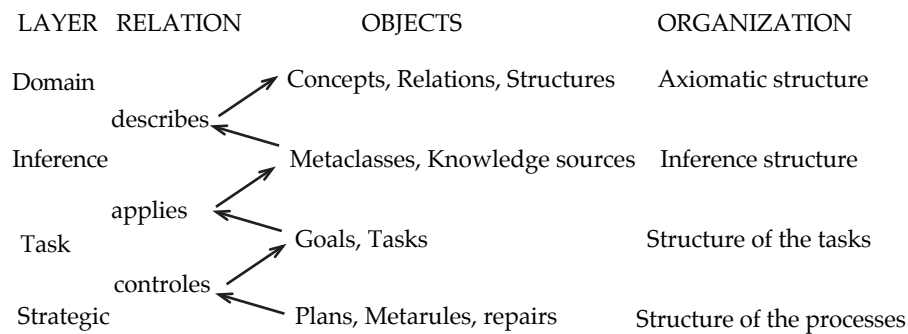 LAYER RELATION OBJECTS ORGANIZATION
Domain Concepts, Relations, Structures Axiomatic structure
describes
Inference Metaclasses, Knowledge sources Inference structure
applies
Task Goals, Tasks Structure of the tasks
controles
Strategic Plans, Metarules, repairs Structure of the processes